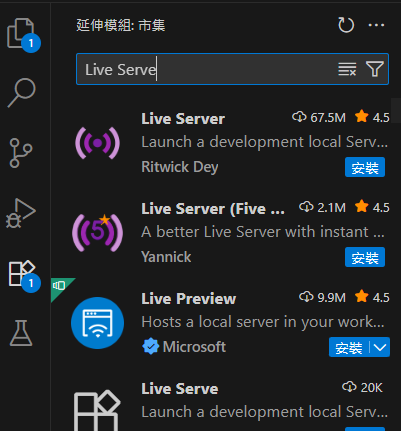 延伸模組: 市集
1
Live Serve
Live Server 67.5M 4.5
Launch a development local Serv...
Ritwick Dey 安裝
Live Server (Five ... 2.1M 4.5
5
A better Live Server with instant ...
Yannick 安裝
1
Live Preview 9.9M 4.5
Hosts a local server in your work...
Microsoft 安裝
Live Serve 20K
Launch a development local Serv...